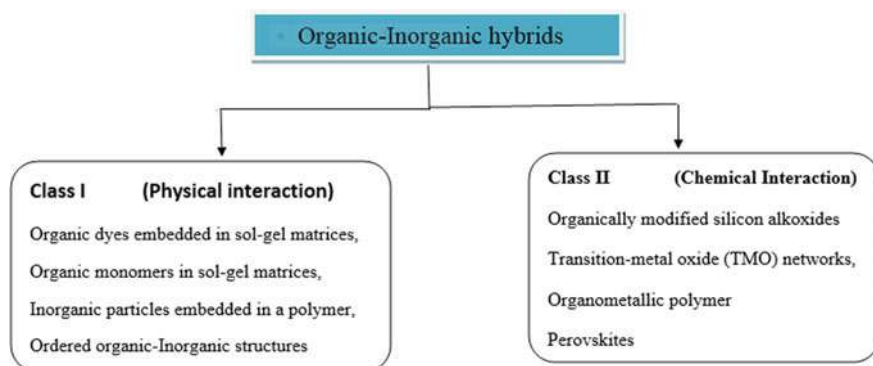 Organic-Inorganic hybrids
Class I (Physical interaction)
Organic dyes embedded in sol-gel matrices,
Organic monomers in sol-gel matrices,
Inorganic particles embedded in a polymer,
Ordered organic-Inorganic structures
Class II (Chemical Interaction)
Organically modified silicon alkoxides
Transition-metal oxide (TMO) networks,
Organometallic polymer
Perovskites